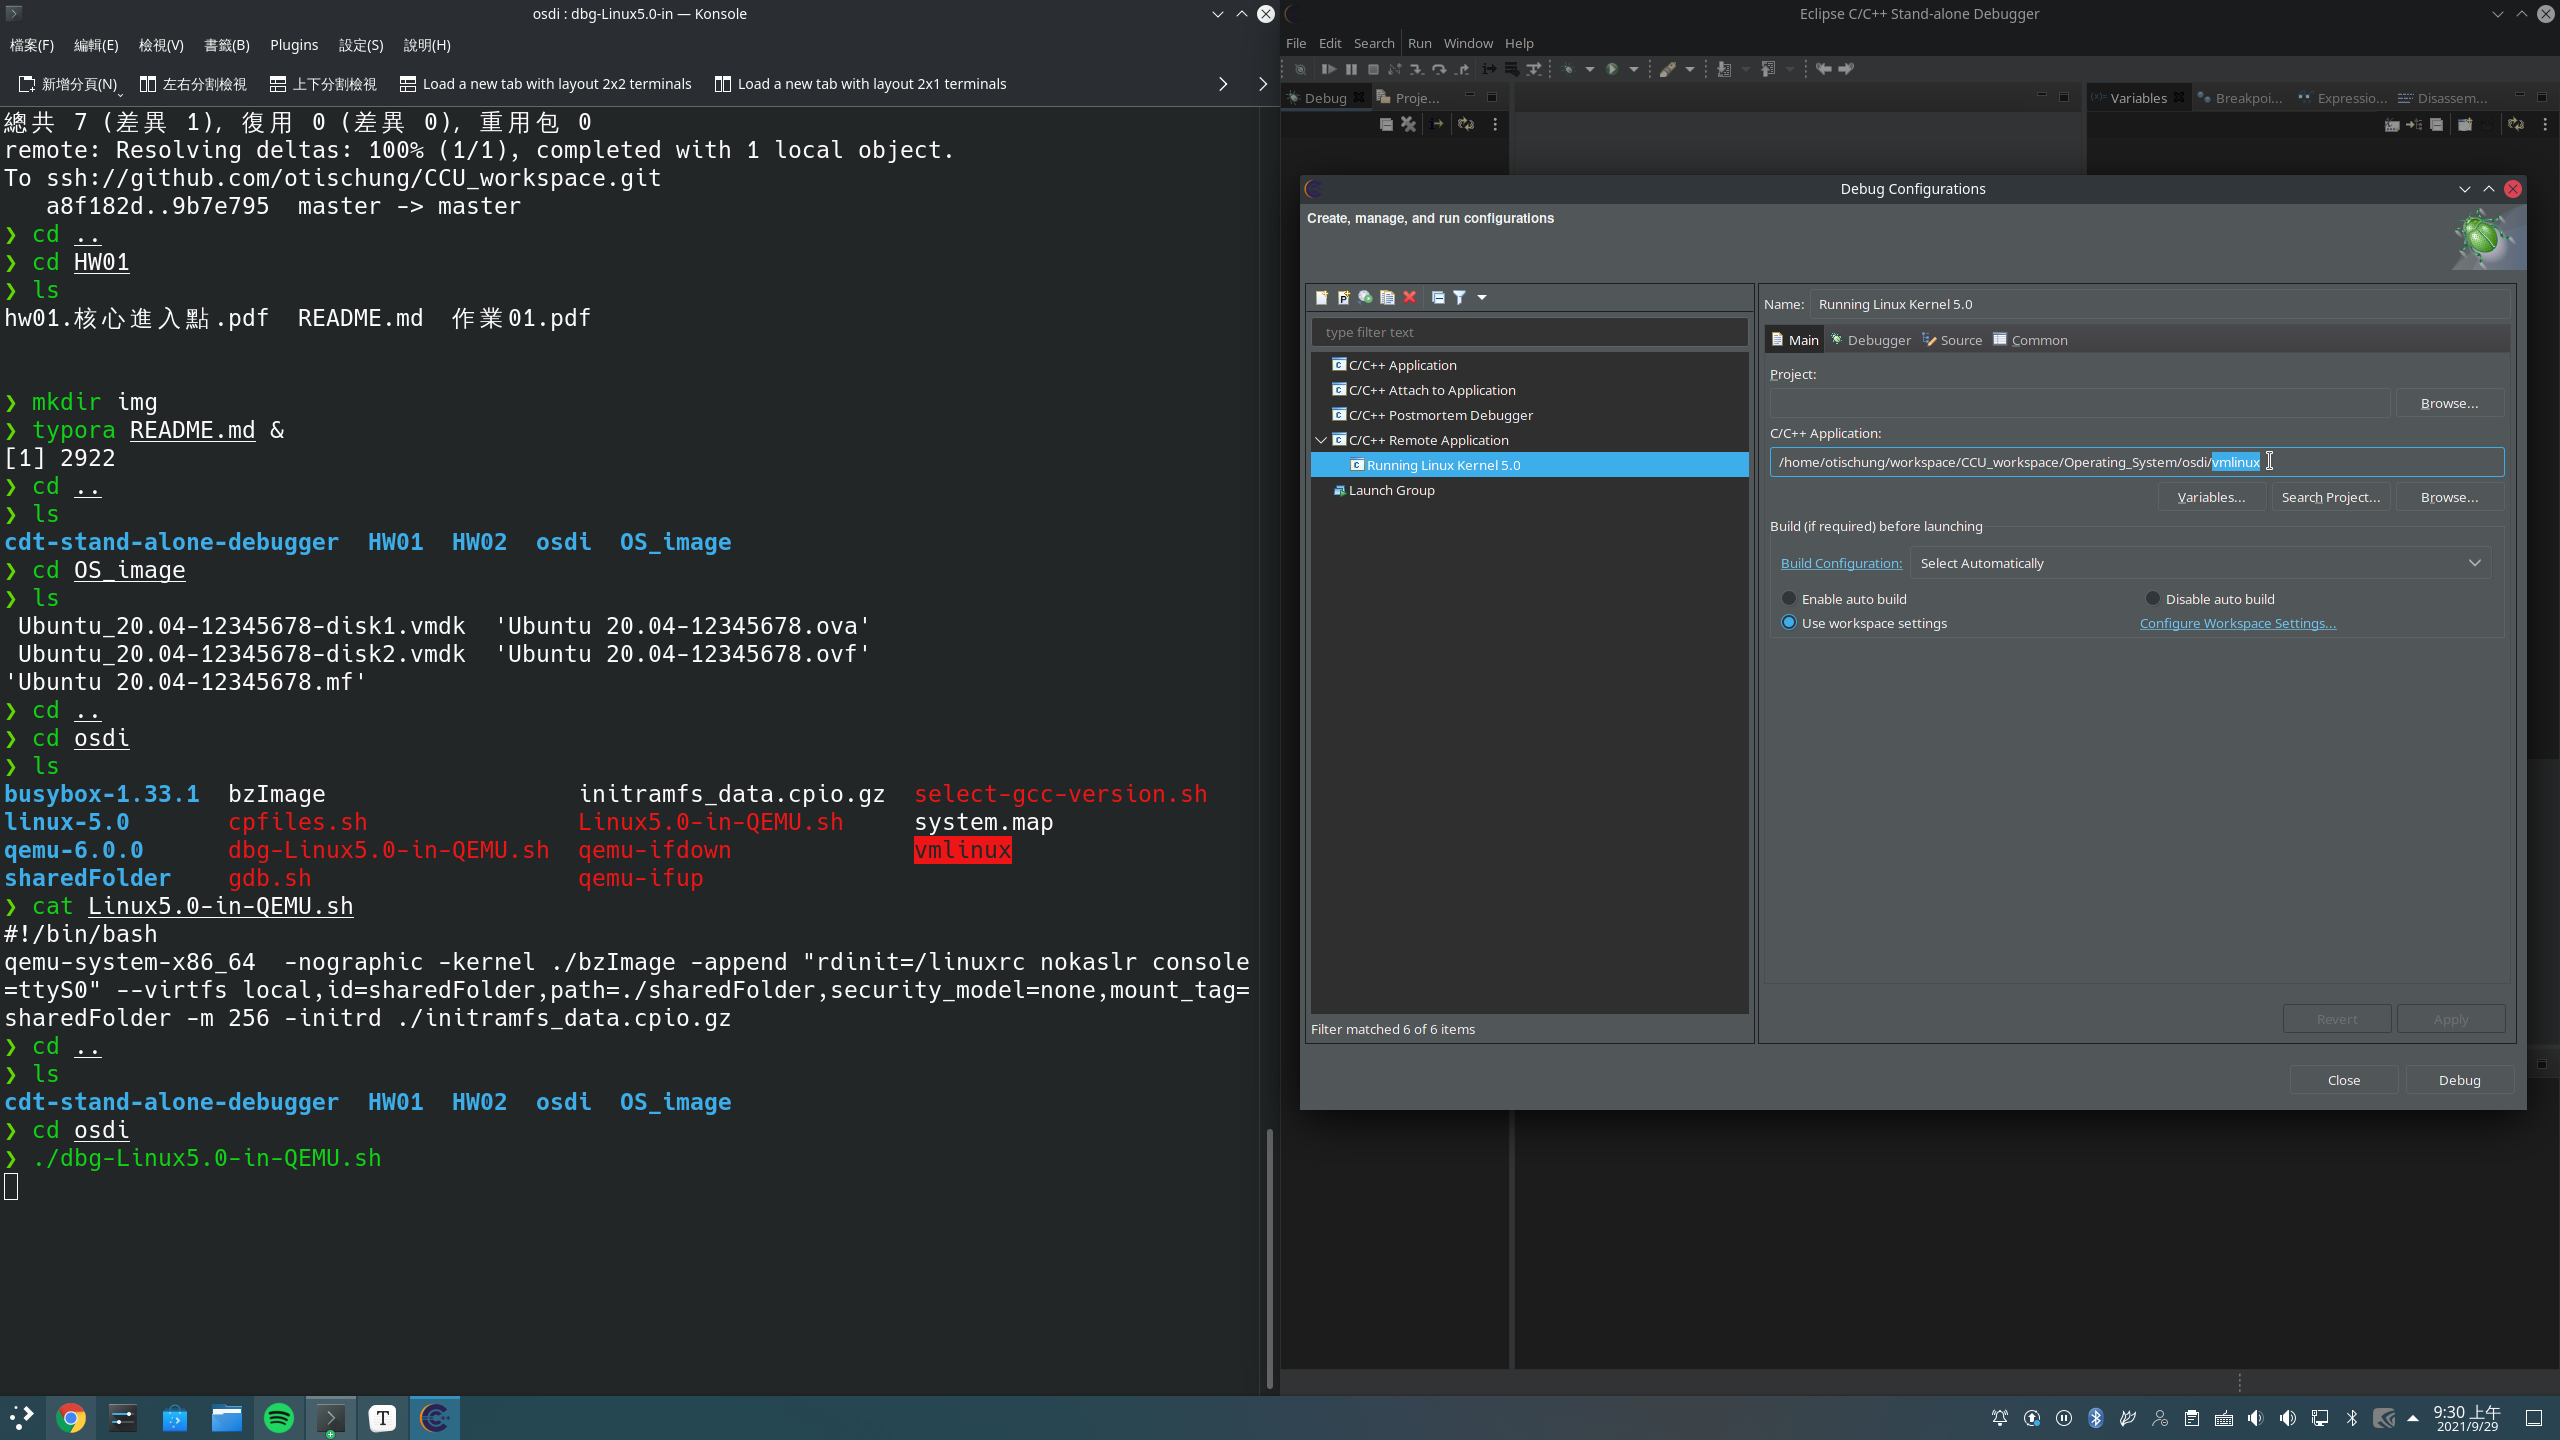 osdi : dbg-Linux5.0-in — Konsole
檔案(F) 編輯(E) 檢視(V) 書籤(B) Plugins 設定(S) 說明(H)
新增分頁(N) 左右分割檢視 上下分割檢視 Load a new tab with layout 2x2 terminals Load a new tab with layout 2x1 terminals
總共 7 (差異 1), 復用 0 (差異 0), 重用包 0
remote: Resolving deltas: 100% (1/1), completed with 1 local object.
To ssh://github.com/otischung/CCU_workspace.git
a8f182d..9b7e795  master -> master
❯ cd ..
❯ cd HW01
❯ ls
hw01.核心進入點.pdf  README.md  作業01.pdf
❯ mkdir img
❯ typora README.md &
[1] 2922
❯ cd ..
❯ ls
cdt-stand-alone-debugger  HW01  HW02  osdi  OS_image
❯ cd OS_image
❯ ls
Ubuntu_20.04-12345678-disk1.vmdk  'Ubuntu 20.04-12345678.ova'
Ubuntu_20.04-12345678-disk2.vmdk  'Ubuntu 20.04-12345678.ovf'
'Ubuntu 20.04-12345678.mf'
❯ cd ..
❯ cd osdi
❯ ls
busybox-1.33.1  bzImage  initramfs_data.cpio.gz  select-gcc-version.sh
linux-5.0  cpfiles.sh  Linux5.0-in-QEMU.sh  system.map
qemu-6.0.0  dbg-Linux5.0-in-QEMU.sh  qemu-ifdown  vmlinux
sharedFolder  gdb.sh  qemu-ifup
❯ cat Linux5.0-in-QEMU.sh
#!/bin/bash
qemu-system-x86_64  -nographic -kernel ./bzImage -append "rdinit=/linuxrc nokaslr console
=ttyS0" --virtfs local,id=sharedFolder,path=./sharedFolder,security_model=none,mount_tag=
sharedFolder -m 256 -initrd ./initramfs_data.cpio.gz
❯ cd ..
❯ ls
cdt-stand-alone-debugger  HW01  HW02  osdi  OS_image
❯ cd osdi
❯ ./dbg-Linux5.0-in-QEMU.sh
Eclipse C/C++ Stand-alone Debugger
File Edit Search Run Window Help
Debug Proje... Variables Breakpoi... Expressio... Disassem...
Debug Configurations
Create, manage, and run configurations
type filter text
C/C++ Application
C/C++ Attach to Application
C/C++ Postmortem Debugger
C/C++ Remote Application
Running Linux Kernel 5.0
Launch Group
Filter matched 6 of 6 items
Name: Running Linux Kernel 5.0
Main Debugger Source Common
Project:
Browse...
C/C++ Application:
/home/otischung/workspace/CCU_workspace/Operating_System/osdi/vmlinux
Variables... Search Project... Browse...
Build (if required) before launching
Build Configuration: Select Automatically
Enable auto build Disable auto build
Use workspace settings Configure Workspace Settings...
Revert Apply
Close Debug
9:30 上午
2021/9/29